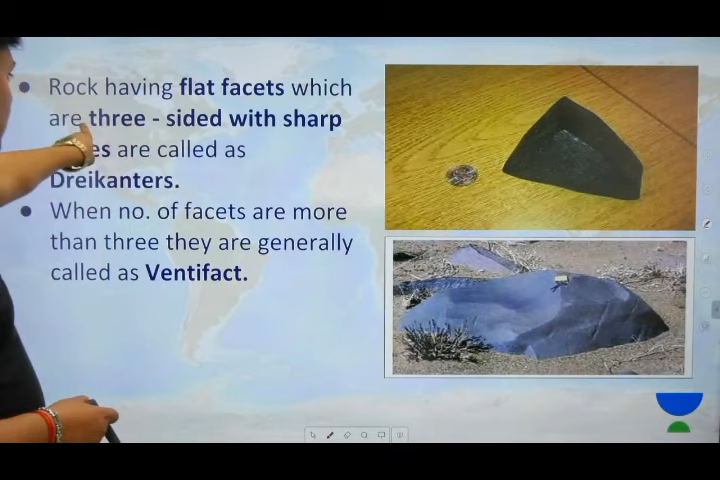 Rock having flat facets which
are three - sided with sharp
es are called as
Dreikanters.
When no. of facets are more
than three they are generally
called as Ventifact.